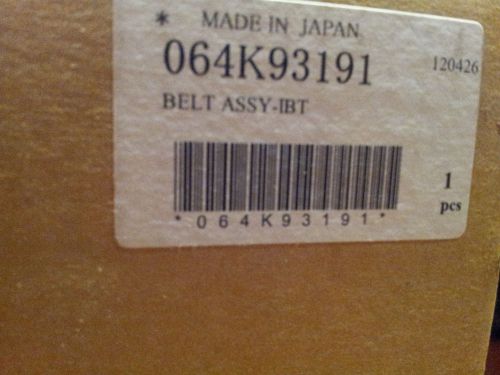 * MADE IN JAPAN
064K93191 120426
BELT ASSY-IBT
1
pcs
*064K93191*